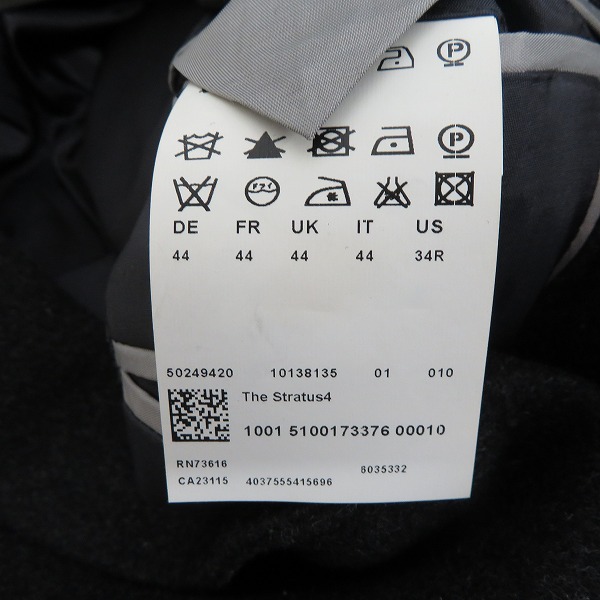 P
P
DE FR UK IT US
44 44 44 44 34R
50249420 10138135 01 010
The Stratus4
1001 5100173376 00010
RN73616 6035332
CA23115 4037555415696